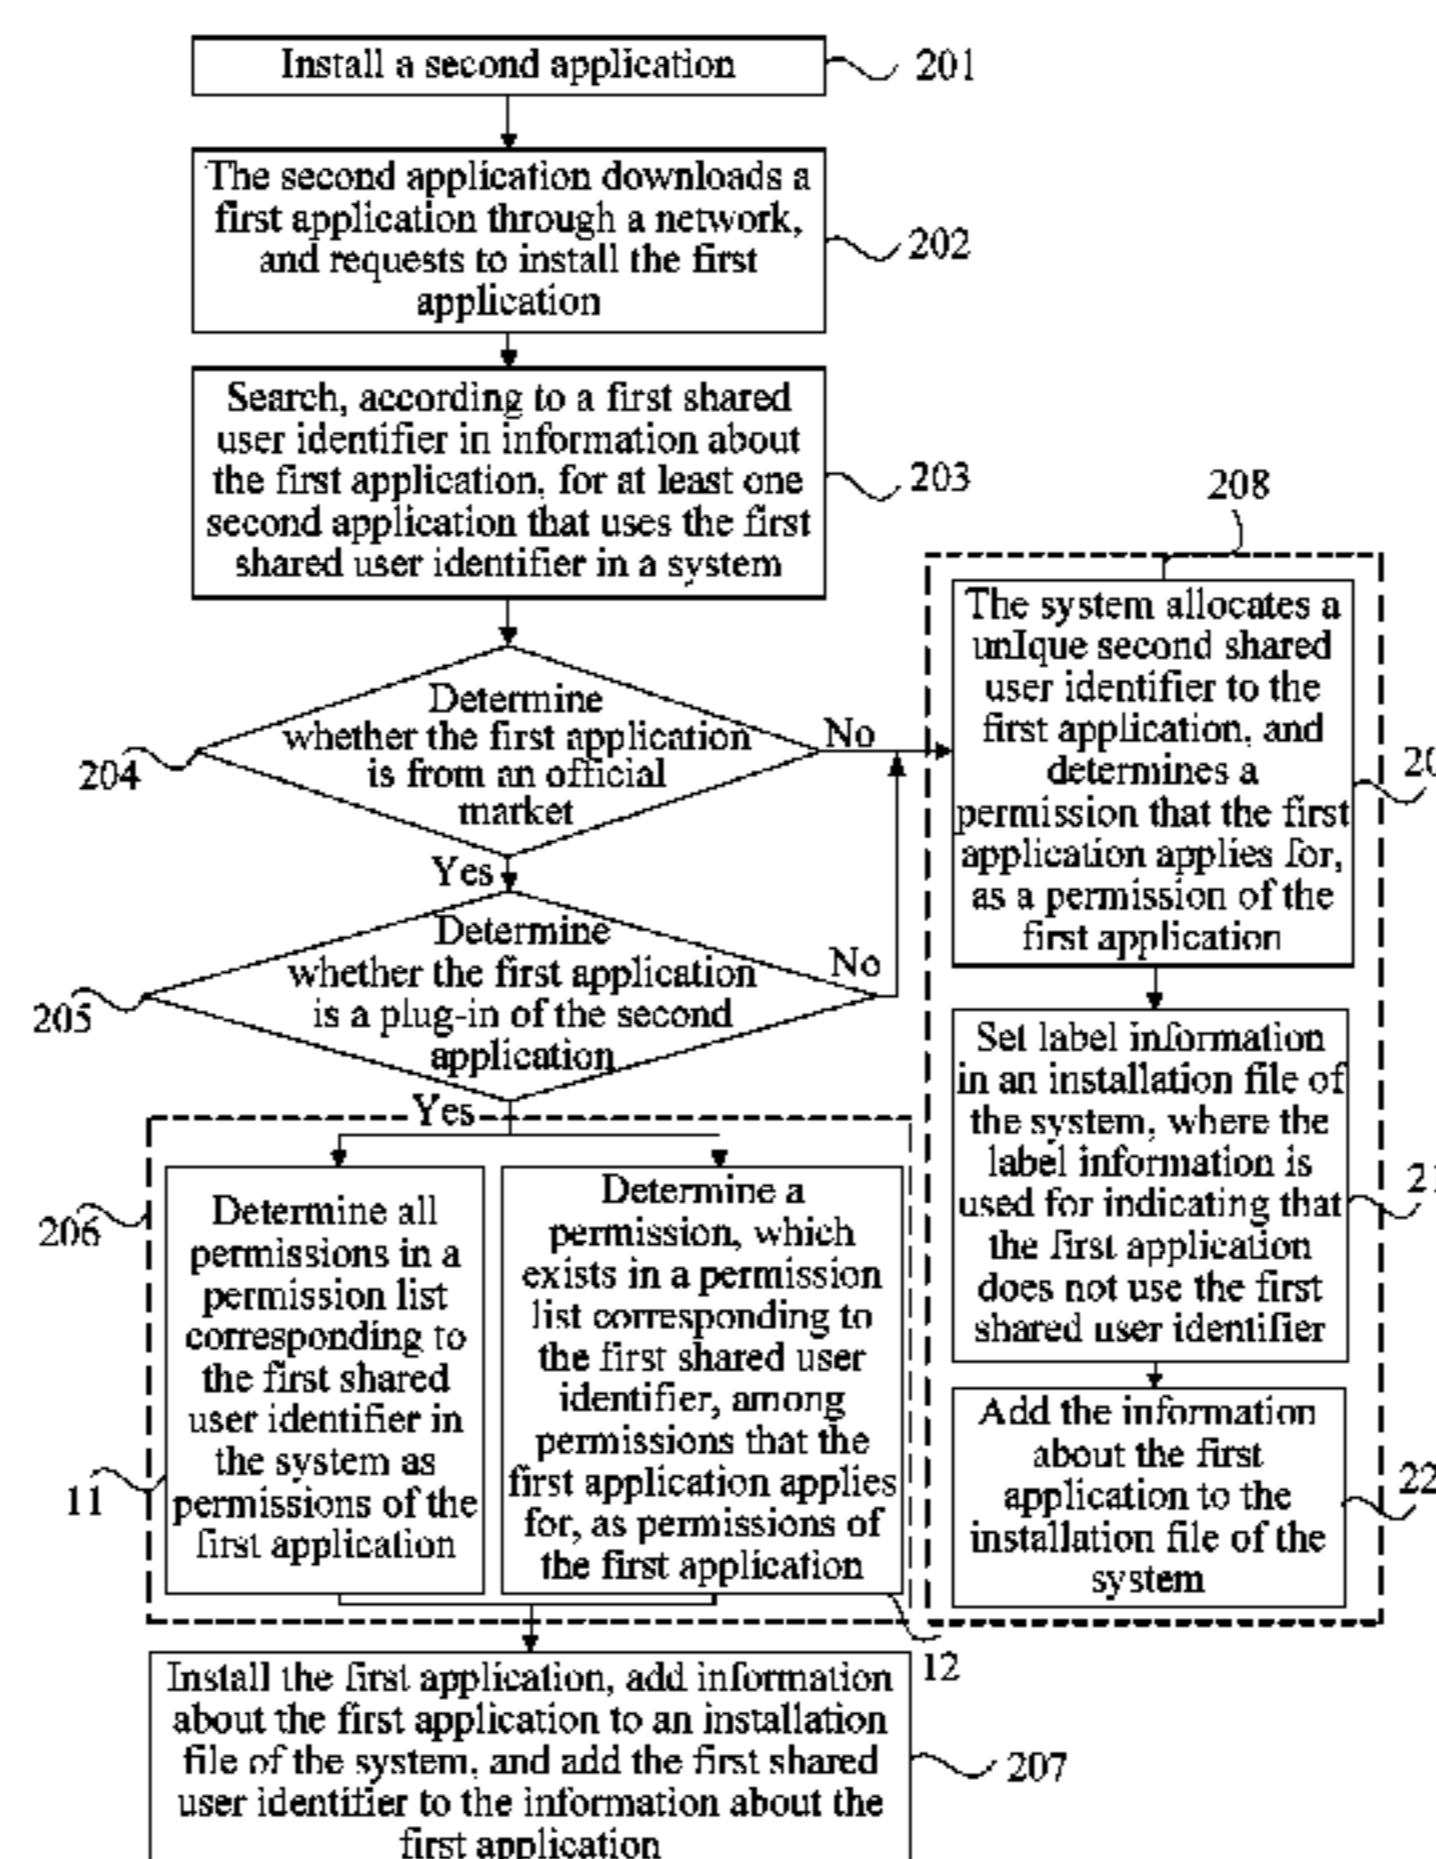 Install a second application
201
The second application downloads a
first application through a network,
and requests to install the first
application
202
Search, according to a first shared
user identifier in information about
the first application, for at least one
second application that uses the first
shared user identifier in a system
203
Determine
whether the first application
is from an official
market
204
No
Yes
Determine
whether the first application
is a plug-in of the second
application
205
No
Yes
206
Determine all
permissions in a
permission list
corresponding to
the first shared
user identifier in
the system as
permissions of the
first application
11
Determine a
permission, which
exists in a permission
list corresponding to
the first shared user
identifier, among
permissions that the
first application applies
for, as permissions of
the first application
12
Install the first application, add information
about the first application to an installation
file of the system, and add the first shared
user identifier to the information about the
first application
207
208
The system allocates a
unIque second shared
user identifier to the
first application, and
determines a
permission that the first
application applies for,
as a permission of the
first application
Set label information
in an installation file of
the system, where the
label information is
used for indicating that
the first application
does not use the first
shared user identifier
Add the information
about the first
application to the
installation file of the
system